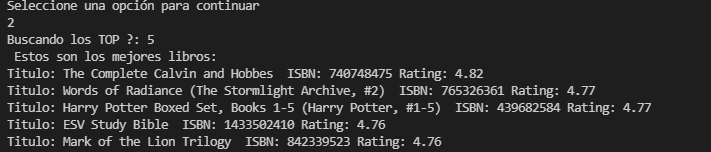 Seleccione una opción para continuar
2
Buscando los TOP ?: 5
Estos son los mejores libros:
Titulo: The Complete Calvin and Hobbes  ISBN: 740748475 Rating: 4.82
Titulo: Words of Radiance (The Stormlight Archive, #2)  ISBN: 765326361 Rating: 4.77
Titulo: Harry Potter Boxed Set, Books 1-5 (Harry Potter, #1-5)  ISBN: 439682584 Rating: 4.77
Titulo: ESV Study Bible  ISBN: 1433502410 Rating: 4.76
Titulo: Mark of the Lion Trilogy  ISBN: 842339523 Rating: 4.76